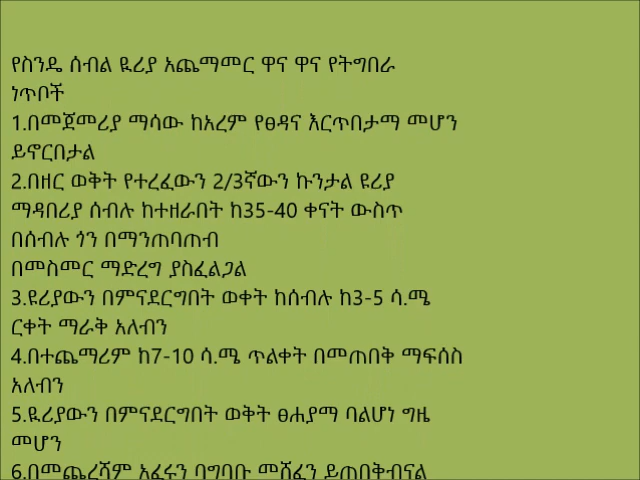 የስንዴ ሰብል ዪሪያ አጨማመር ዋና ዋና የትግበራ
ነጥቦች
1.በመጀመሪያ ማሳው ከአረም የፀዳና እርጥበታማ መሆን
ይኖርበታል
2.በዘር ወቅት የተረፈውን 2/3ኛውን ኩንታል ዩሪያ
ማዳበሪያ ሰብሉ ከተዘራበት ከ35-40 ቀናት ውስጥ
በሰብሉ ጎን በማንጠባጠብ
በመስመር ማድረግ ያስፈልጋል
3.ዩሪያውን በምናደርግበት ወቀት ከሰብሉ ከ3-5 ሳ.ሜ
ርቀት ማራቅ አለብን
4.በተጨማሪም ከ7-10 ሳ.ሜ ጥልቀት በመጠበቅ ማፍሰስ
አለብን
5.ዪሪያውን በምናደርግበት ወቅት ፀሐያማ ባልሆነ ግዜ
መሆን
6.በመጨረሻም አፈሩን ባግባቡ መሸፈን ይጠበቅብናል